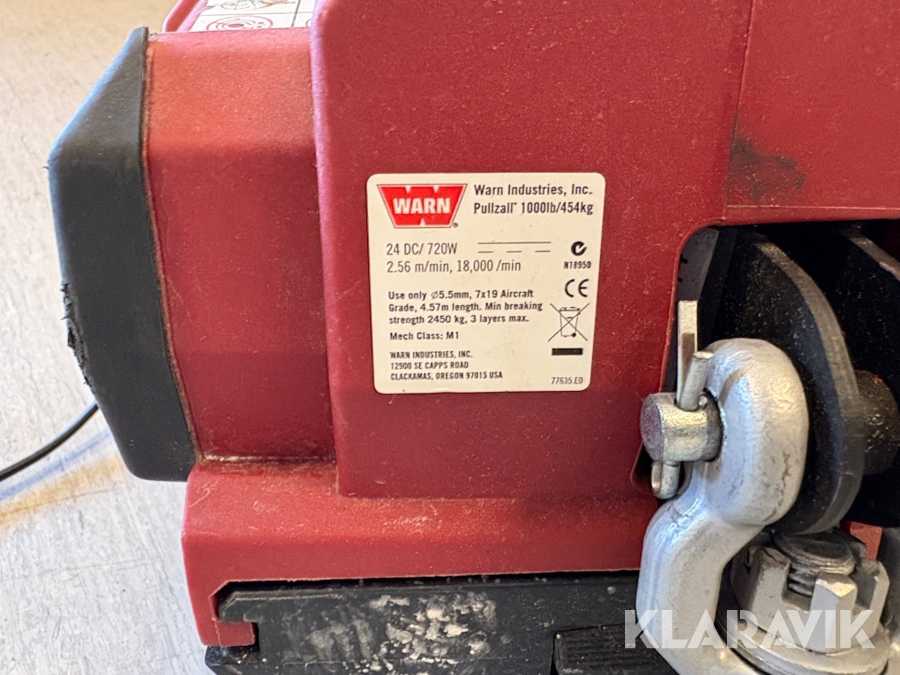 WARN
Warn Industries, Inc.
Pullzall™ 1000lb/454kg
24 DC/ 720W
2.56 m/min, 18,000 /min
N18950
Use only ⌀5.5mm, 7x19 Aircraft
Grade, 4.57m length. Min breaking
strength 2450 kg, 3 layers max.
Mech Class: M1
CE
WARN INDUSTRIES, INC.
12900 SE CAPPS ROAD
CLACKAMAS, OREGON 97015 USA
77635.E0
KLARAVIK